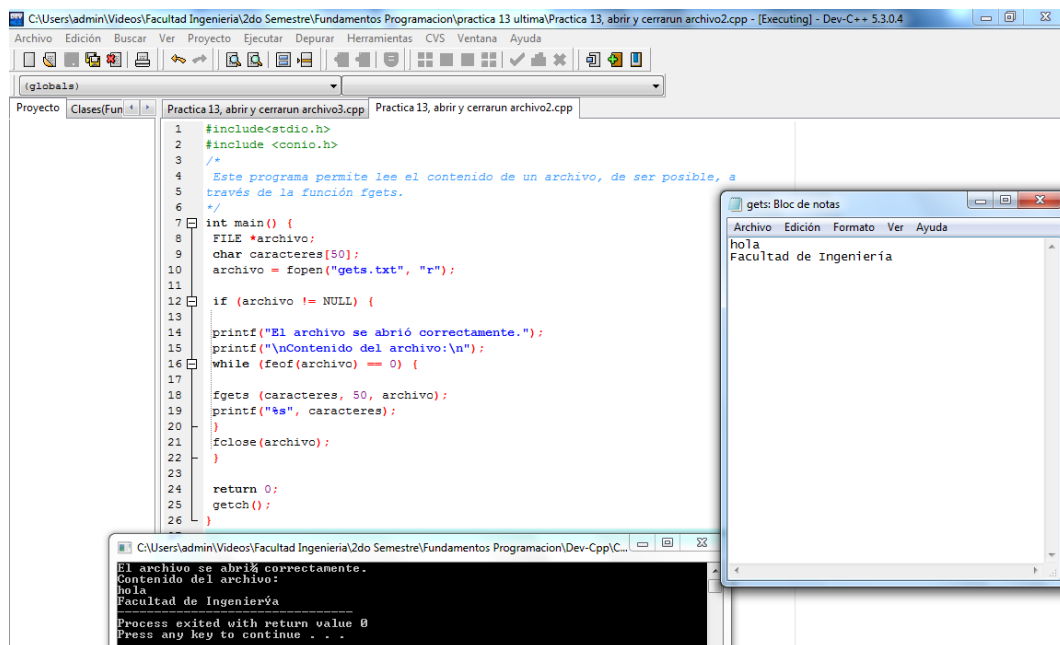 C:\Users\admin\Videos\Facultad Ingenieria\2do Semestre\Fundamentos Programacion\practica 13 ultima\Practica 13, abrir y cerrarun archivo2.cpp - [Executing] - Dev-C++ 5.3.0.4
Archivo Edición Buscar Ver Proyecto Ejecutar Depurar Herramientas CVS Ventana Ayuda
(globals)
Proyecto Clases(Fun
Practica 13, abrir y cerrarun archivo3.cpp Practica 13, abrir y cerrarun archivo2.cpp
1 #include<stdio.h>
2 #include <conio.h>
3 /*
4 Este programa permite lee el contenido de un archivo, de ser posible, a
5 través de la función fgets.
6 */
7 int main() {
8 FILE *archivo;
9 char caracteres[50];
10 archivo = fopen("gets.txt", "r");
11
12 if (archivo != NULL) {
13
14 printf("El archivo se abrió correctamente.");
15 printf("\nContenido del archivo:\n");
16 while (feof(archivo) == 0) {
17
18 fgets (caracteres, 50, archivo);
19 printf("%s", caracteres);
20 }
21 fclose(archivo);
22 }
23
24 return 0;
25 getch();
26 }
gets: Bloc de notas
Archivo Edición Formato Ver Ayuda
hola
Facultad de Ingeniería
C:\Users\admin\Videos\Facultad Ingenieria\2do Semestre\Fundamentos Programacion\Dev-Cpp\C...
El archivo se abri¾ correctamente.
Contenido del archivo:
hola
Facultad de Ingenierýa
--------------------------------
Process exited with return value 0
Press any key to continue . . .